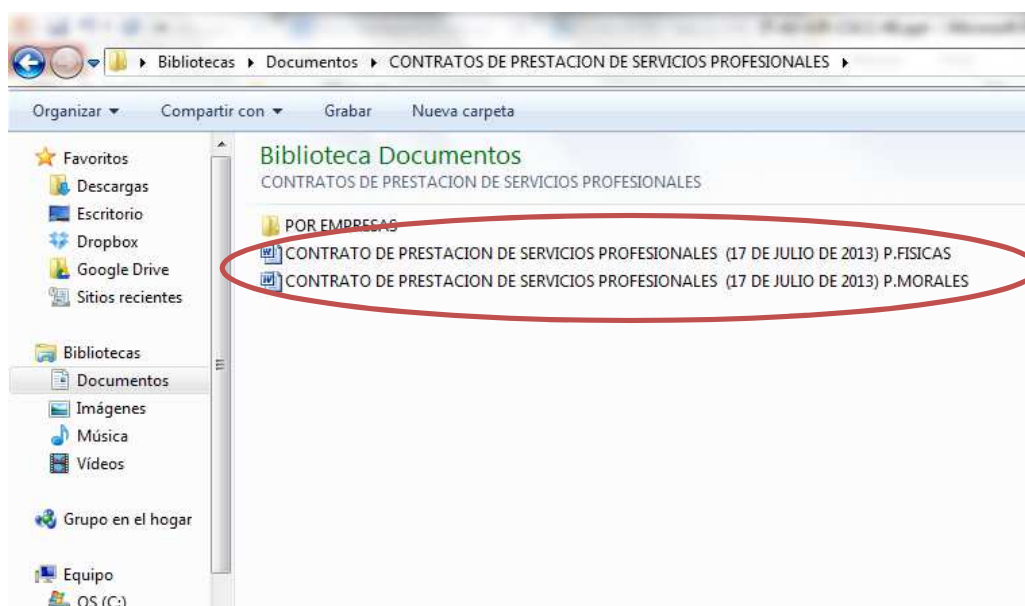 Bibliotecas ▸ Documentos ▸ CONTRATOS DE PRESTACION DE SERVICIOS PROFESIONALES ▸
Organizar Compartir con Grabar Nueva carpeta
Favoritos
Descargas
Escritorio
Dropbox
Google Drive
Sitios recientes
Bibliotecas
Documentos
Imágenes
Música
Vídeos
Grupo en el hogar
Equipo
OS (C:)
Biblioteca Documentos
CONTRATOS DE PRESTACION DE SERVICIOS PROFESIONALES
POR EMPRESAS
CONTRATO DE PRESTACION DE SERVICIOS PROFESIONALES (17 DE JULIO DE 2013) P.FISICAS
CONTRATO DE PRESTACION DE SERVICIOS PROFESIONALES (17 DE JULIO DE 2013) P.MORALES